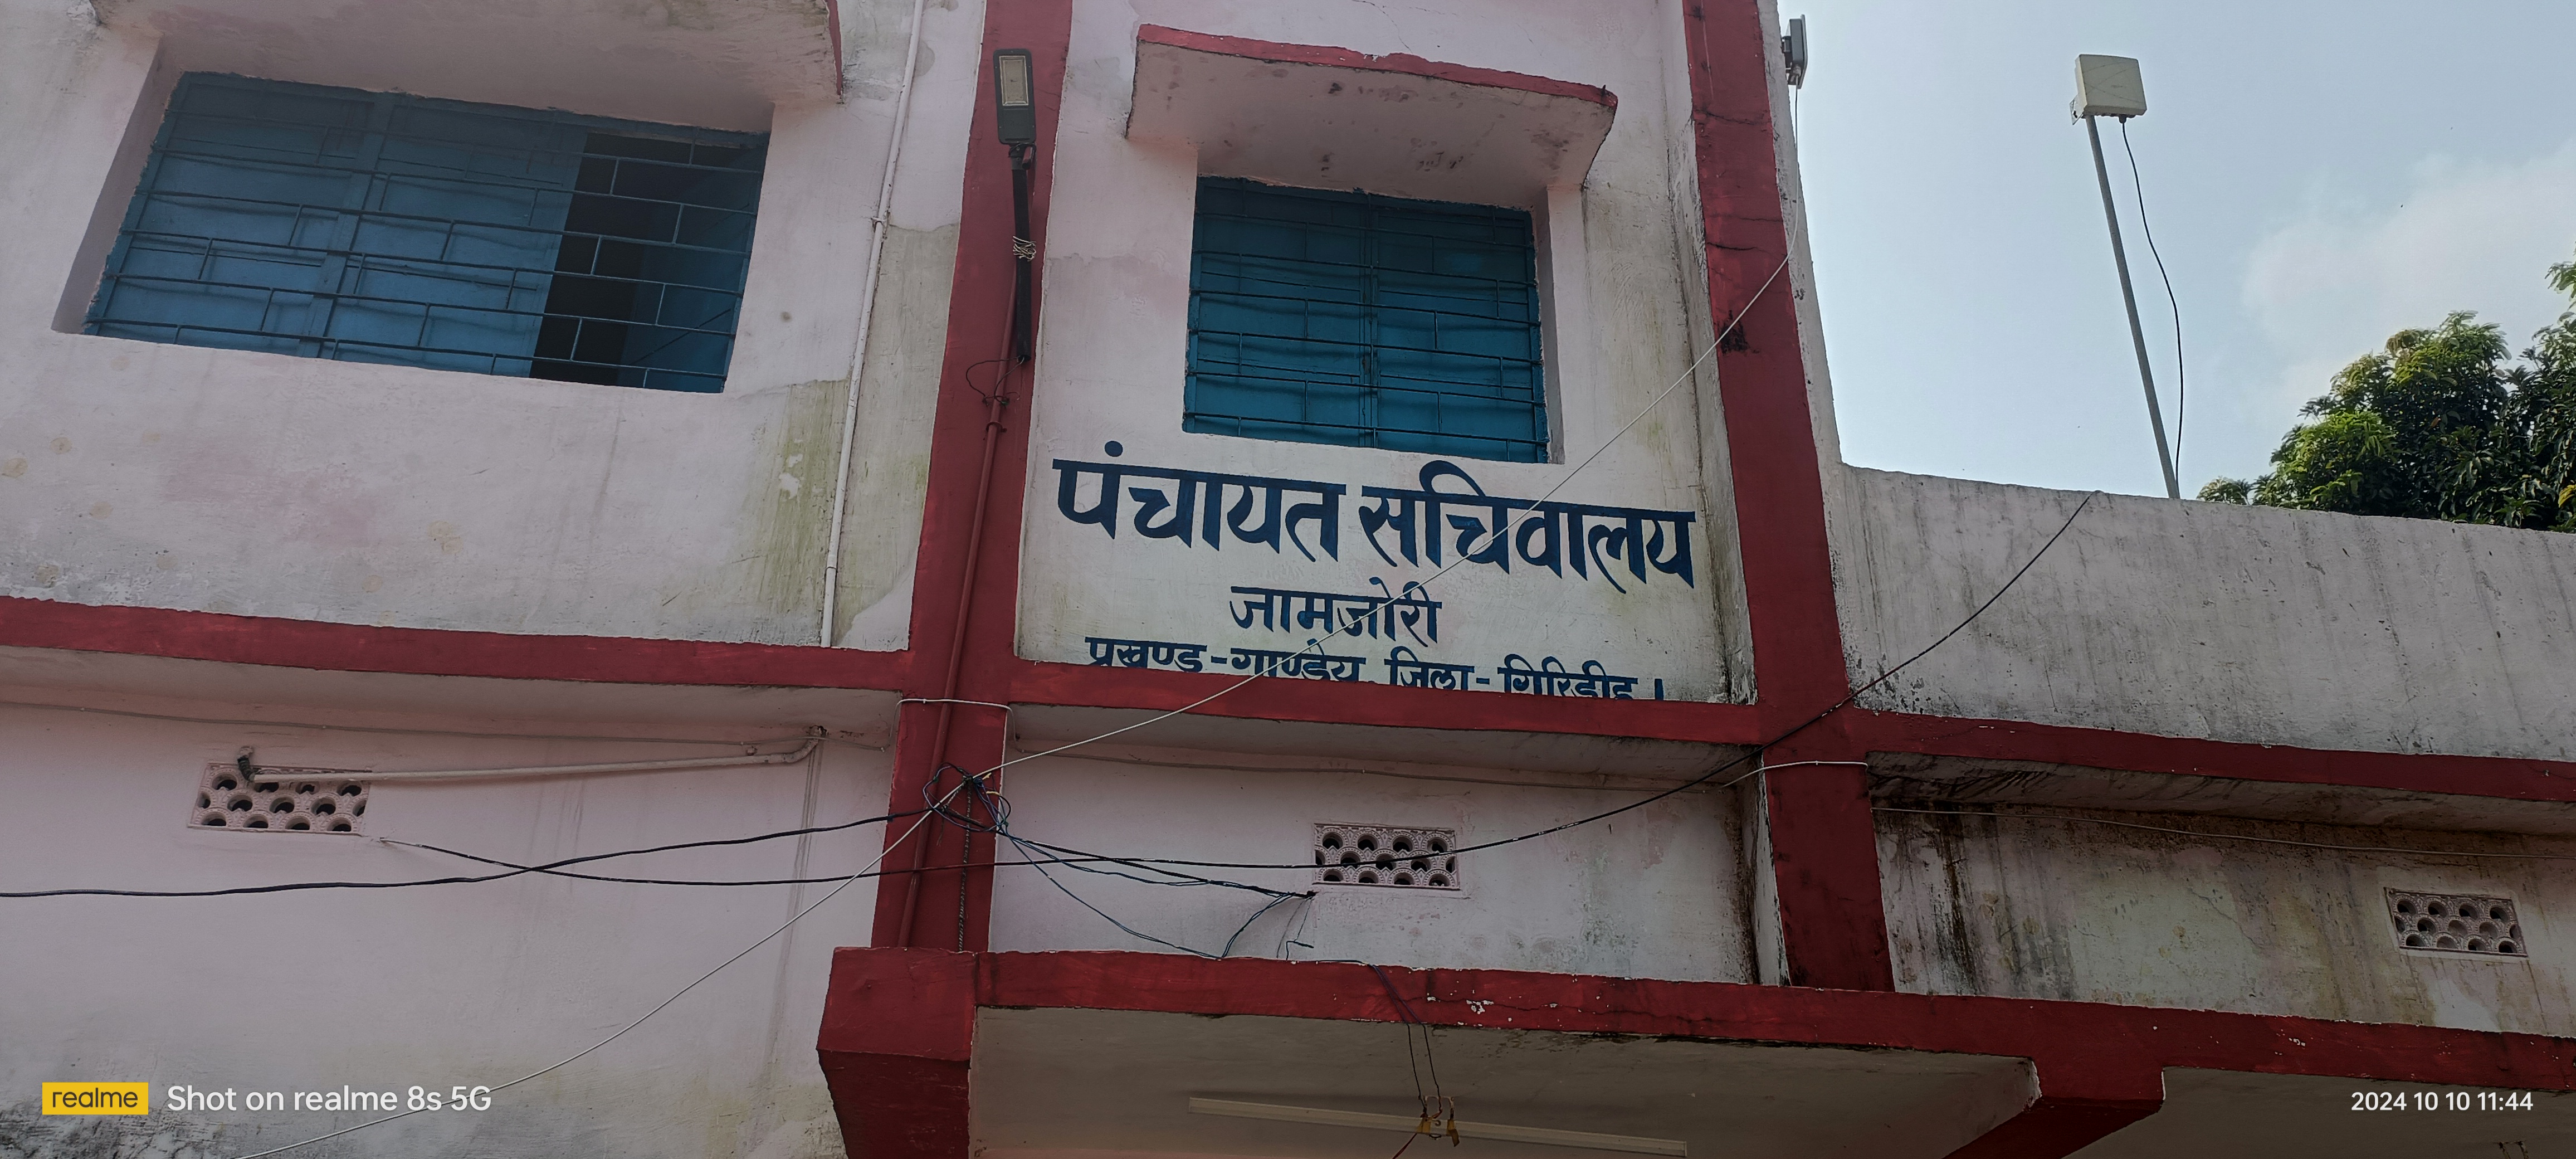 पंचायत सचिवालय
जामजोरी
प्रखण्ड-गाण्डेय जिला-गिरिडीह।
realme Shot on realme 8s 5G
2024 10 10 11:44